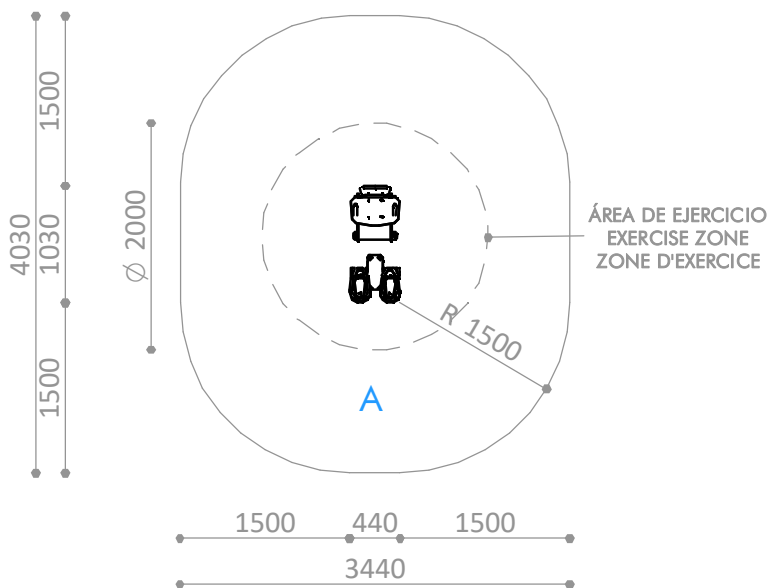 1500
4030
1030
1500
Ø 2000
ÁREA DE EJERCICIO
EXERCISE ZONE
ZONE D'EXERCICE
R 1500
A
1500 440 1500
3440